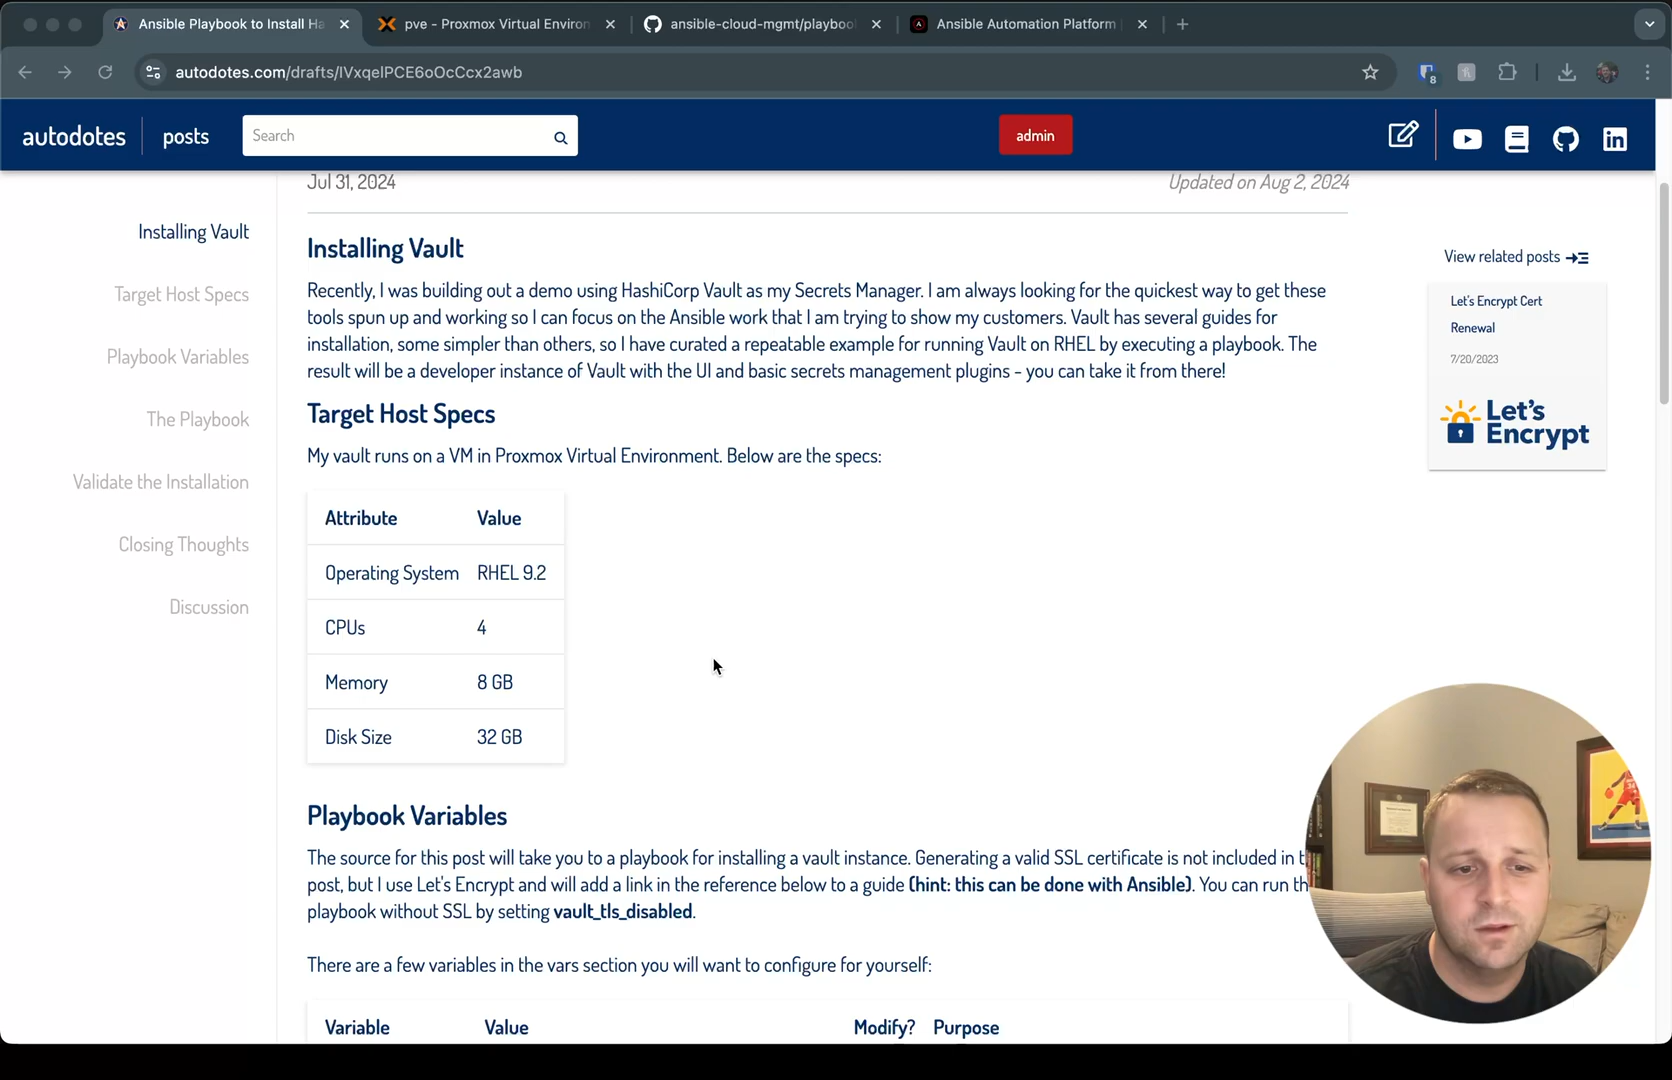 Ansible Playbook to Install Ha
pve - Proxmox Virtual Environ
ansible-cloud-mgmt/playboo
Ansible Automation Platform
autodotes.com/drafts/IVxqeIPCE6oOcCcx2awb
8
autodotes
posts
Search
admin
Jul 31, 2024
Updated on Aug 2, 2024
Installing Vault
Target Host Specs
Playbook Variables
The Playbook
Validate the Installation
Closing Thoughts
Discussion
Installing Vault
Recently, I was building out a demo using HashiCorp Vault as my Secrets Manager. I am always looking for the quickest way to get these
tools spun up and working so I can focus on the Ansible work that I am trying to show my customers. Vault has several guides for
installation, some simpler than others, so I have curated a repeatable example for running Vault on RHEL by executing a playbook. The
result will be a developer instance of Vault with the UI and basic secrets management plugins - you can take it from there!
Target Host Specs
My vault runs on a VM in Proxmox Virtual Environment. Below are the specs:
Attribute Value
Operating System RHEL 9.2
CPUs 4
Memory 8 GB
Disk Size 32 GB
Playbook Variables
The source for this post will take you to a playbook for installing a vault instance. Generating a valid SSL certificate is not included in t
post, but I use Let's Encrypt and will add a link in the reference below to a guide (hint: this can be done with Ansible). You can run th
playbook without SSL by setting vault_tls_disabled.
There are a few variables in the vars section you will want to configure for yourself:
Variable Value Modify? Purpose
View related posts
Let's Encrypt Cert
Renewal
7/20/2023
Let's
Encrypt